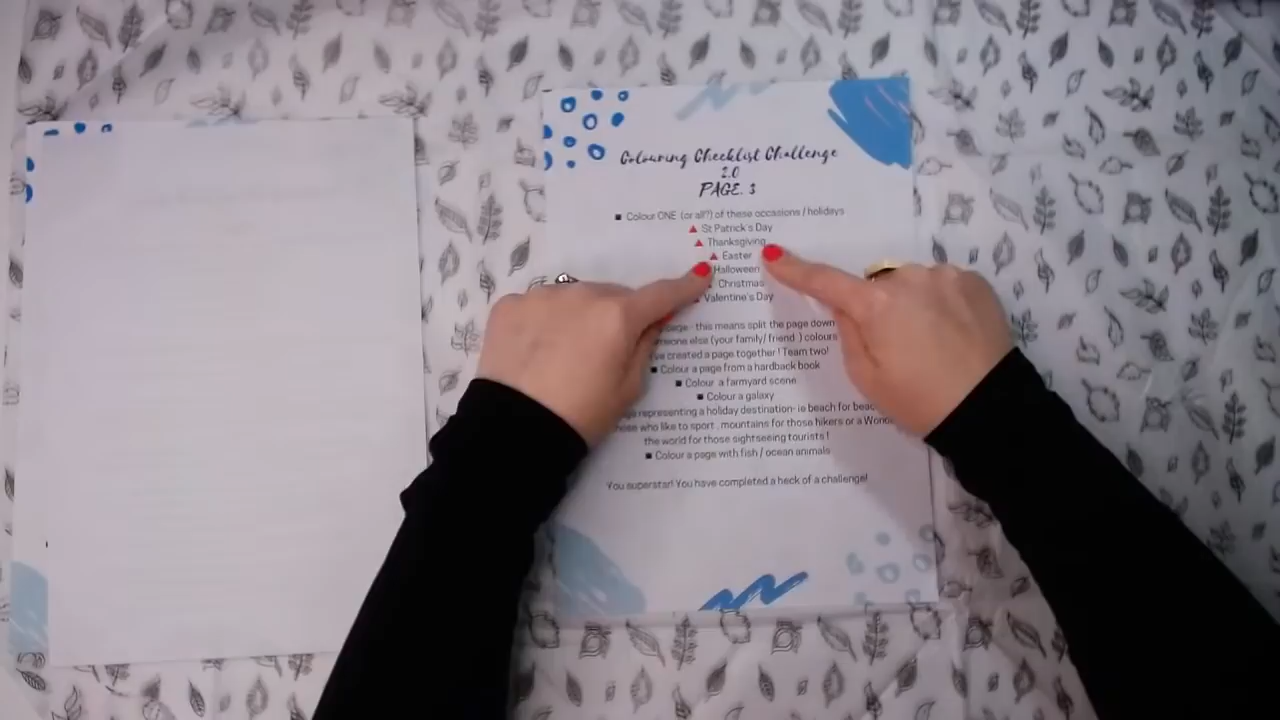 Colouring Checklist Challenge
2.0
PAGE. 3
■ Colour ONE (or all?) of these occasions / holidays
▲ St Patrick's Day
▲ Thanksgiving
▲ Easter
Halloween
Christmas
Valentine's Day
page - this means split the page down
someone else (your family/ friend ) colours
've created a page together ! Team two!
■ Colour a page from a hardback book
■ Colour a farmyard scene
■ Colour a galaxy
representing a holiday destination- ie beach for
those who like to sport , mountains for those hikers or a
the world for those sightseeing tourists !
■ Colour a page with fish / ocean animals
You superstar! You have completed a heck of a challenge!